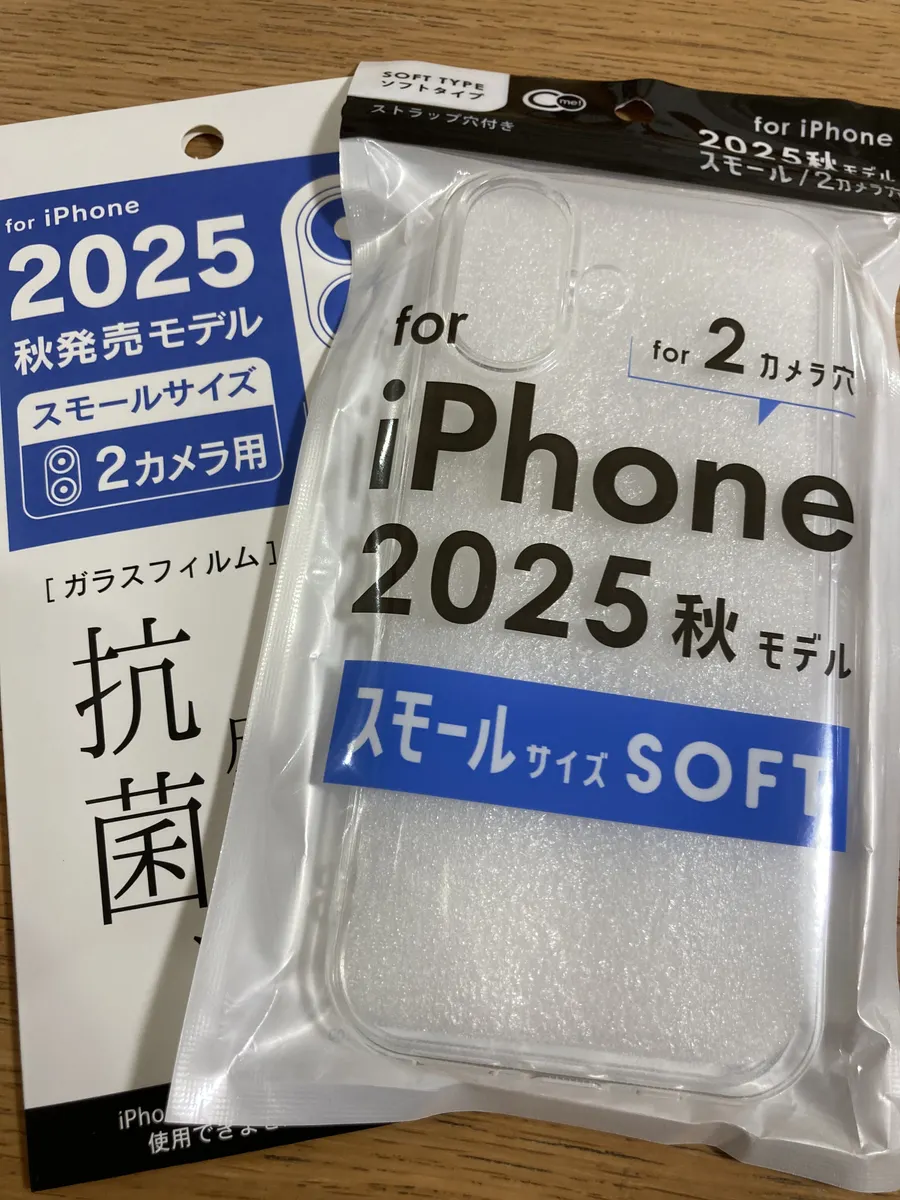 for iPhone
2025
秋発売モデル
スモールサイズ
2カメラ用
[ガラスフィルム]
抗
菌
iPho
使用できませ
SOFT TYPE
ソフトタイプ
ストラップ穴付き
me!
for iPhone
2025秋モデル
スモール/2カメラ穴
for
for 2 カメラ穴
iPhone
2025秋モデル
スモールサイズ SOFT